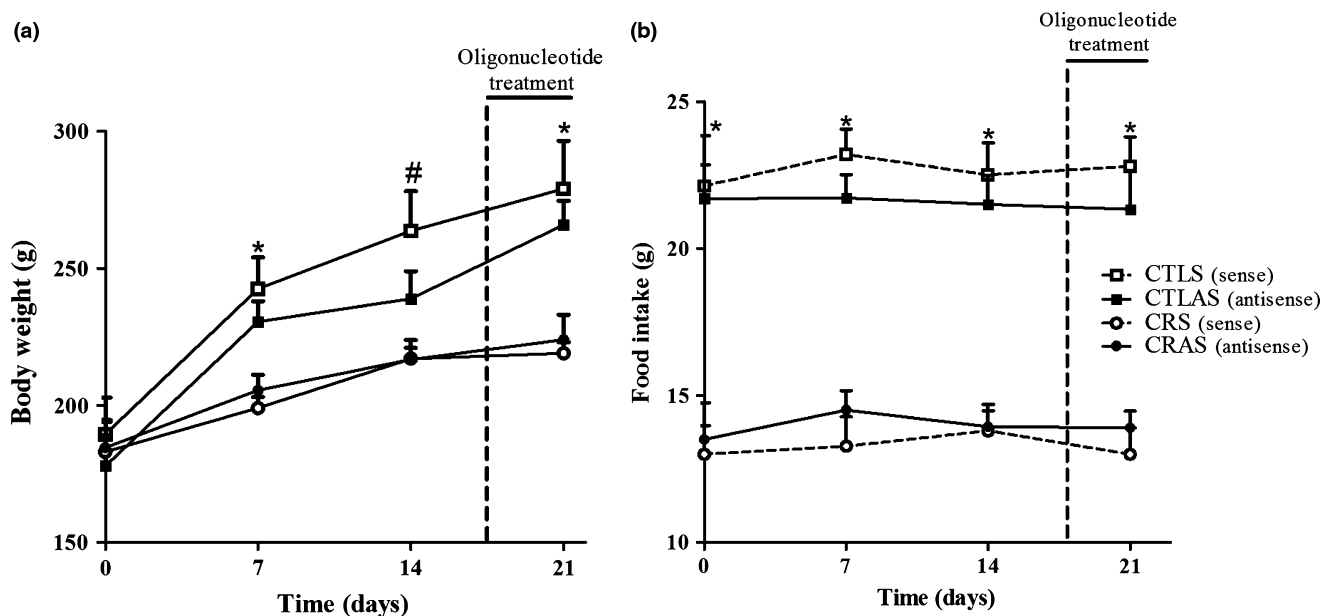 (a)
Oligonucleotide
treatment
300
250
200
150
*
#
*
0
7
14
21
Body weight (g)
Time (days)
(b)
Oligonucleotide
treatment
25
20
15
10
*
*
*
*
0
7
14
21
Food intake (g)
Time (days)
CTLS (sense)
CTLAS (antisense)
CRS (sense)
CRAS (antisense)